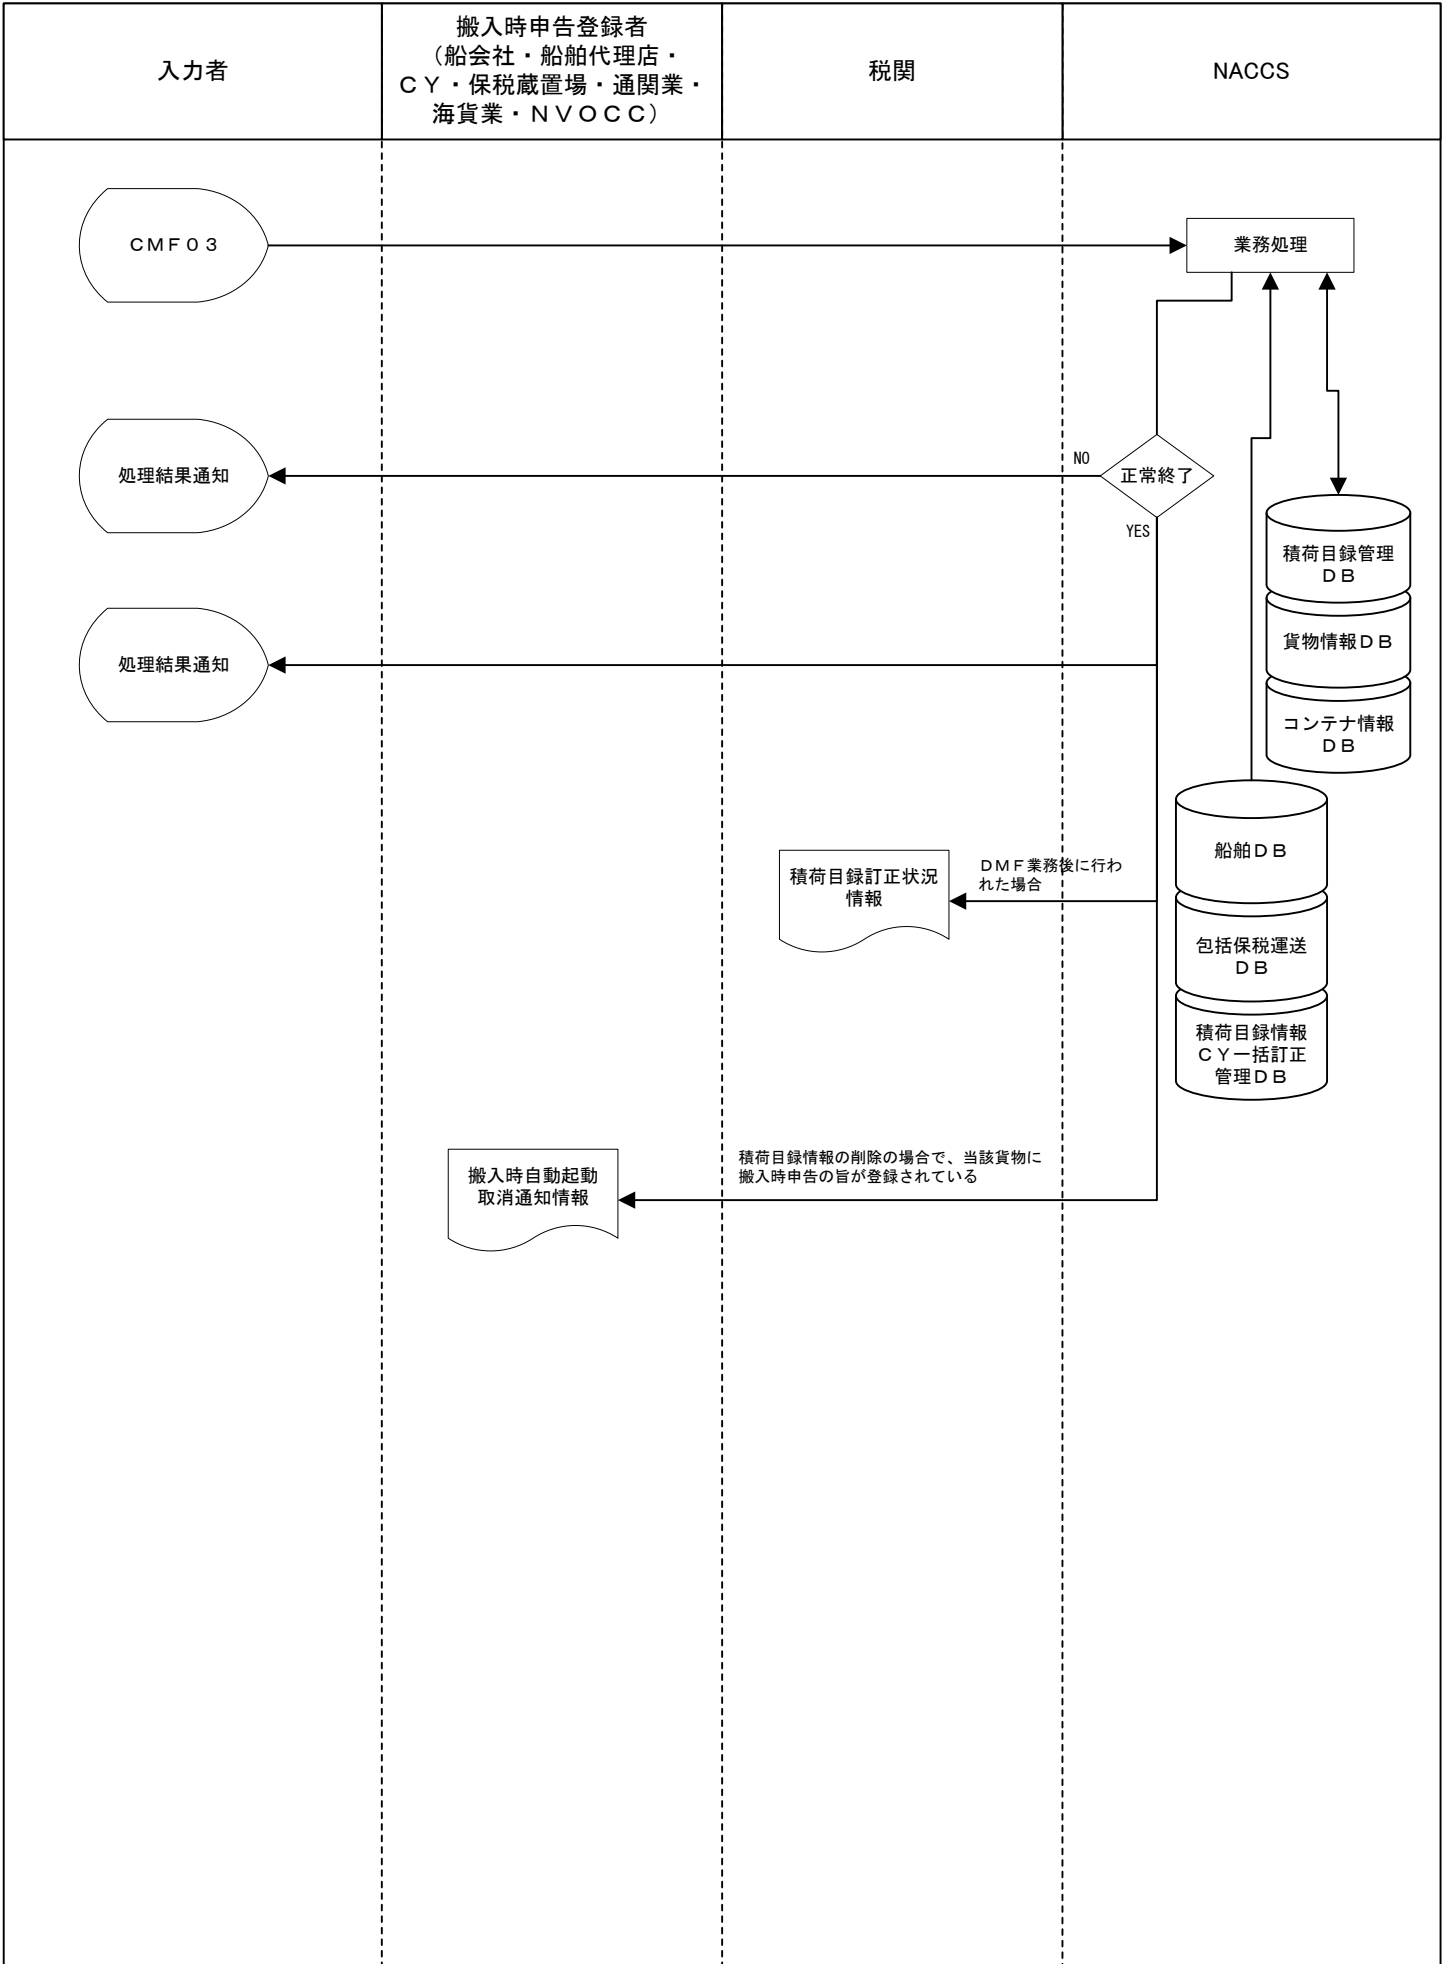 入力者
搬入時申告登録者
（船会社・船舶代理店・
ＣＹ・保税蔵置場・通関業・
海貨業・ＮＶＯＣＣ）
税関
NACCS
ＣＭＦ０３
業務処理
処理結果通知
NO
正常終了
YES
積荷目録管理
ＤＢ
貨物情報ＤＢ
処理結果通知
コンテナ情報
ＤＢ
船舶ＤＢ
積荷目録訂正状況
情報
ＤＭＦ業務後に行わ
れた場合
包括保税運送
ＤＢ
積荷目録情報
ＣＹ一括訂正
管理ＤＢ
搬入時自動起動
取消通知情報
積荷目録情報の削除の場合で、当該貨物に
搬入時申告の旨が登録されている